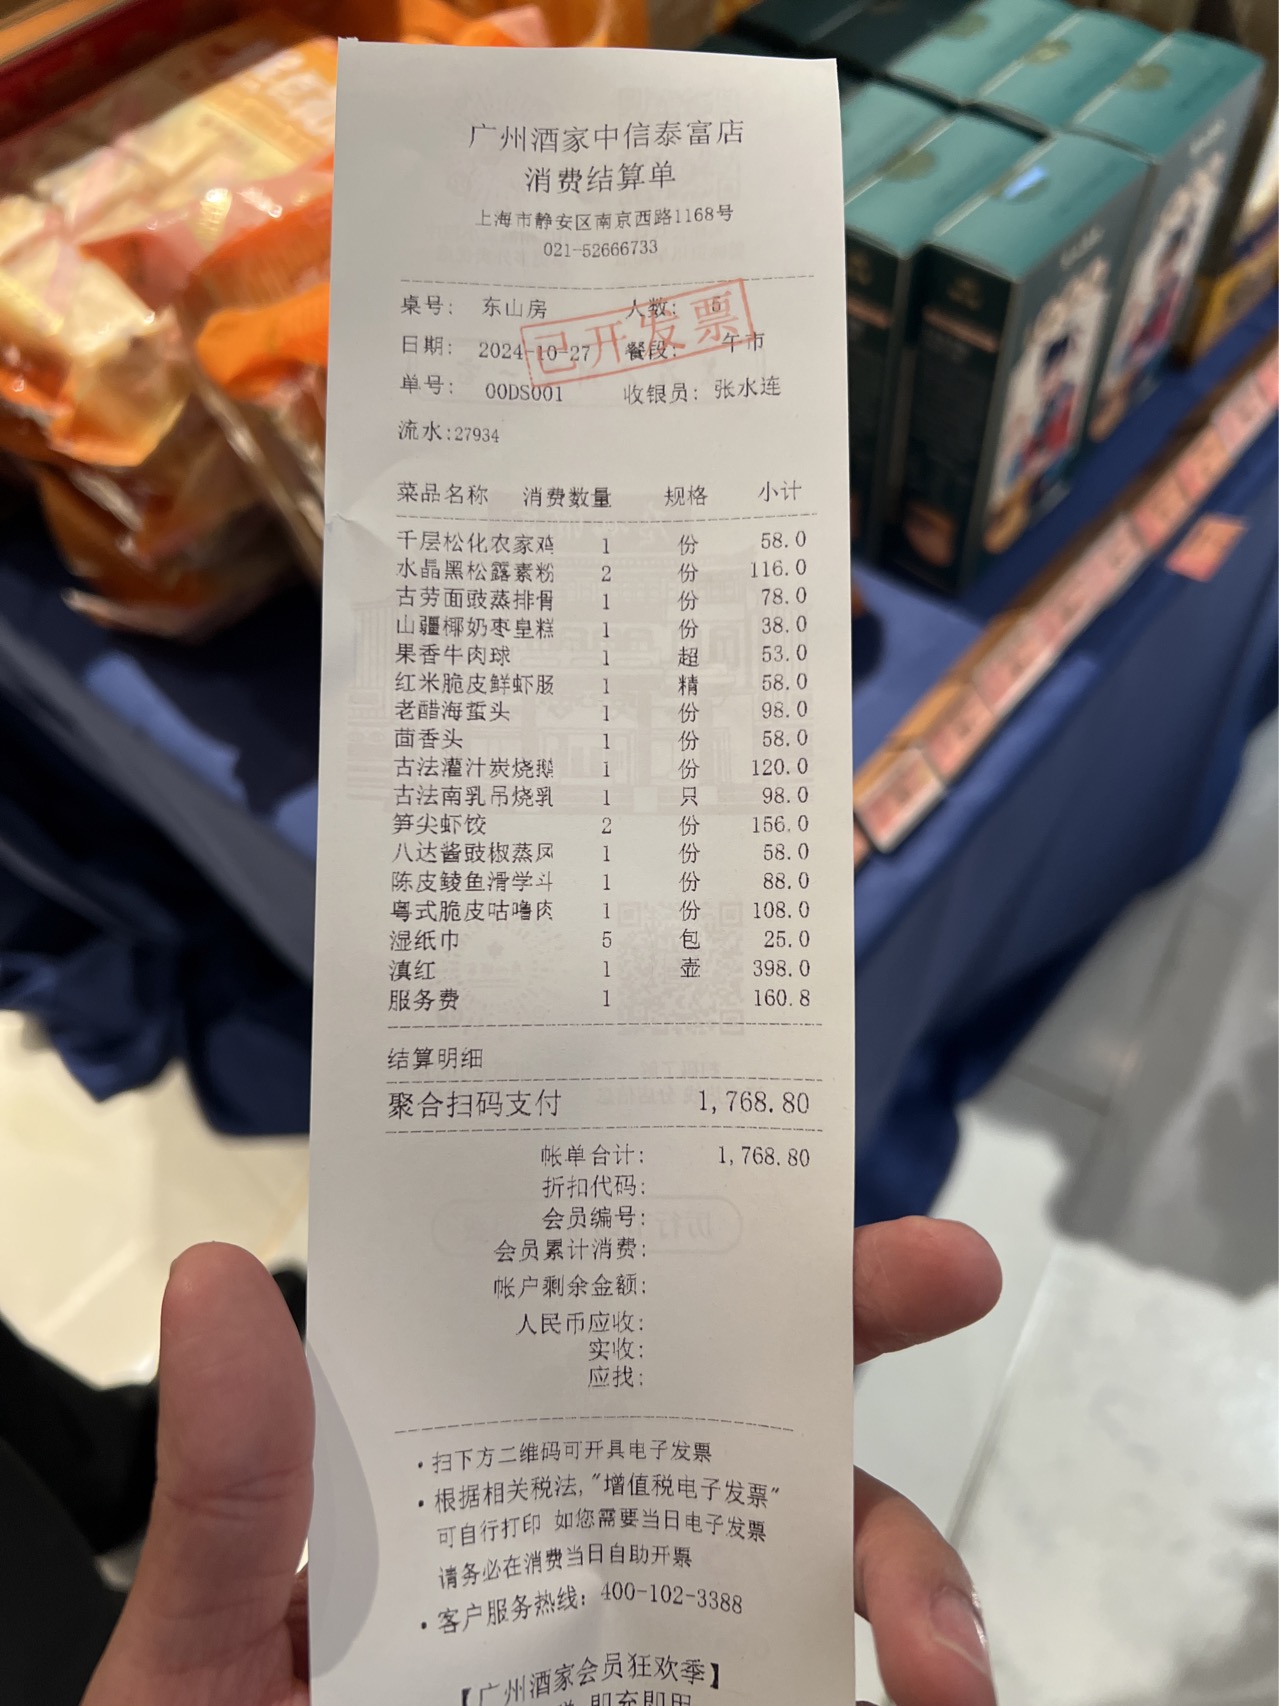 广州酒家中信泰富店
消费结算单
上海市静安区南京西路1168号
021-52666733
桌号: 东山房 人数: 5
已开发票
日期: 2024-10-27 餐段: 午市
单号: 00DS001 收银员: 张水连
流水:27934
菜品名称 消费数量 规格 小计
千层松化农家鸡 1 份 58.0
水晶黑松露素粉 2 份 116.0
古劳面豉蒸排骨 1 份 78.0
山疆椰奶枣皇糕 1 份 38.0
果香牛肉球 1 超 53.0
红米脆皮鲜虾肠 1 精 58.0
老醋海蜇头 1 份 98.0
茴香头 1 份 58.0
古法灌汁炭烧鹅 1 份 120.0
古法南乳吊烧乳 1 只 98.0
笋尖虾饺 2 份 156.0
八达酱豉椒蒸凤 1 份 58.0
陈皮鲮鱼滑学斗 1 份 88.0
粤式脆皮咕噜肉 1 份 108.0
湿纸巾 5 包 25.0
滇红 1 壶 398.0
服务费 1 160.8
结算明细
聚合扫码支付 1,768.80
帐单合计: 1,768.80
折扣代码:
会员编号:
会员累计消费:
帐户剩余金额:
人民币应收:
实收:
应找:
·扫下方二维码可开具电子发票
·根据相关税法,"增值税电子发票"
可自行打印 如您需要当日电子发票
请务必在消费当日自助开票
·客户服务热线: 400-102-3388
【广州酒家会员狂欢季】
即充即用